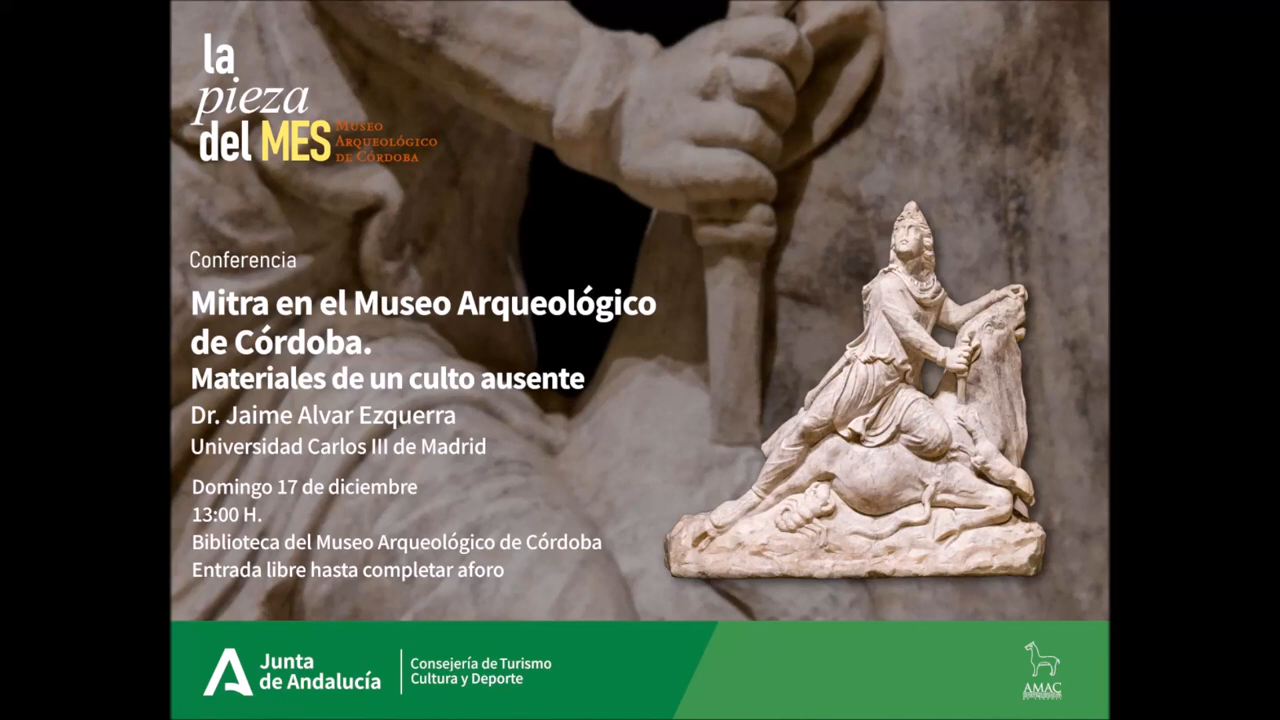 la
pieza
del MES
Museo
Arqueológico
de Córdoba
Conferencia
Mitra en el Museo Arqueológico
de Córdoba.
Materiales de un culto ausente
Dr. Jaime Alvar Ezquerra
Universidad Carlos III de Madrid
Domingo 17 de diciembre
13:00 H.
Biblioteca del Museo Arqueológico de Córdoba
Entrada libre hasta completar aforo
Junta
de Andalucía
Consejería de Turismo
Cultura y Deporte
AMAC